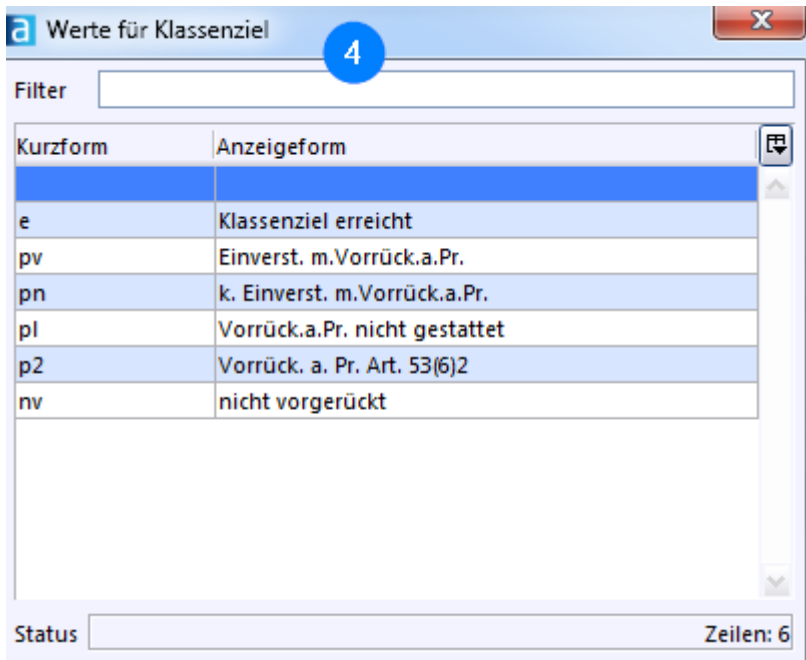 a Werte für Klassenziel
4
Filter
Kurzform Anzeigeform
e Klassenziel erreicht
pv Einverst. m.Vorrück.a.Pr.
pn k. Einverst. m.Vorrück.a.Pr.
pl Vorrück.a.Pr. nicht gestattet
p2 Vorrück. a. Pr. Art. 53(6)2
nv nicht vorgerückt
Status Zeilen: 6